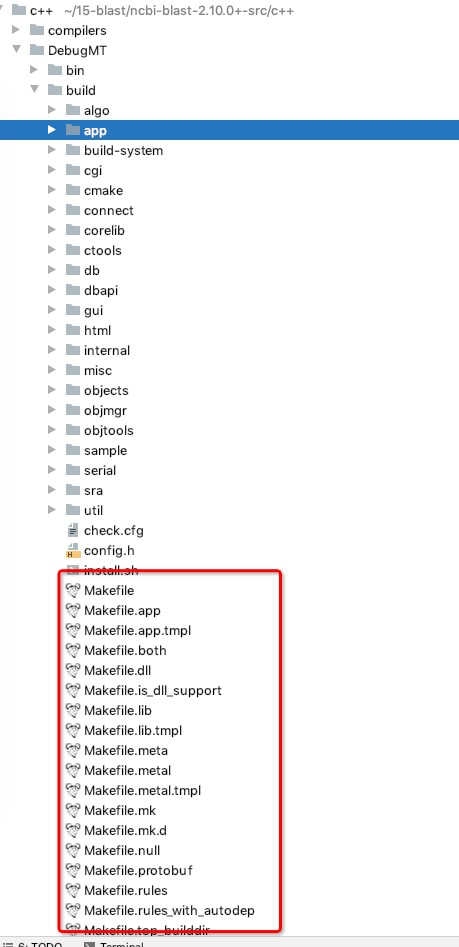 c++ ~/15-blast/ncbi-blast-2.10.0+-src/c++
compilers
DebugMT
bin
build
algo
app
build-system
cgi
cmake
connect
corelib
ctools
db
dbapi
gui
html
internal
misc
objects
objmgr
objtools
sample
serial
sra
util
check.cfg
config.h
install.sh
Makefile
Makefile.app
Makefile.app.tmpl
Makefile.both
Makefile.dll
Makefile.is_dll_support
Makefile.lib
Makefile.lib.tmpl
Makefile.meta
Makefile.metal
Makefile.metal.tmpl
Makefile.mk
Makefile.mk.d
Makefile.null
Makefile.protobuf
Makefile.rules
Makefile.rules_with_autodep
Makefile.top_builddir
6: TODO Terminal